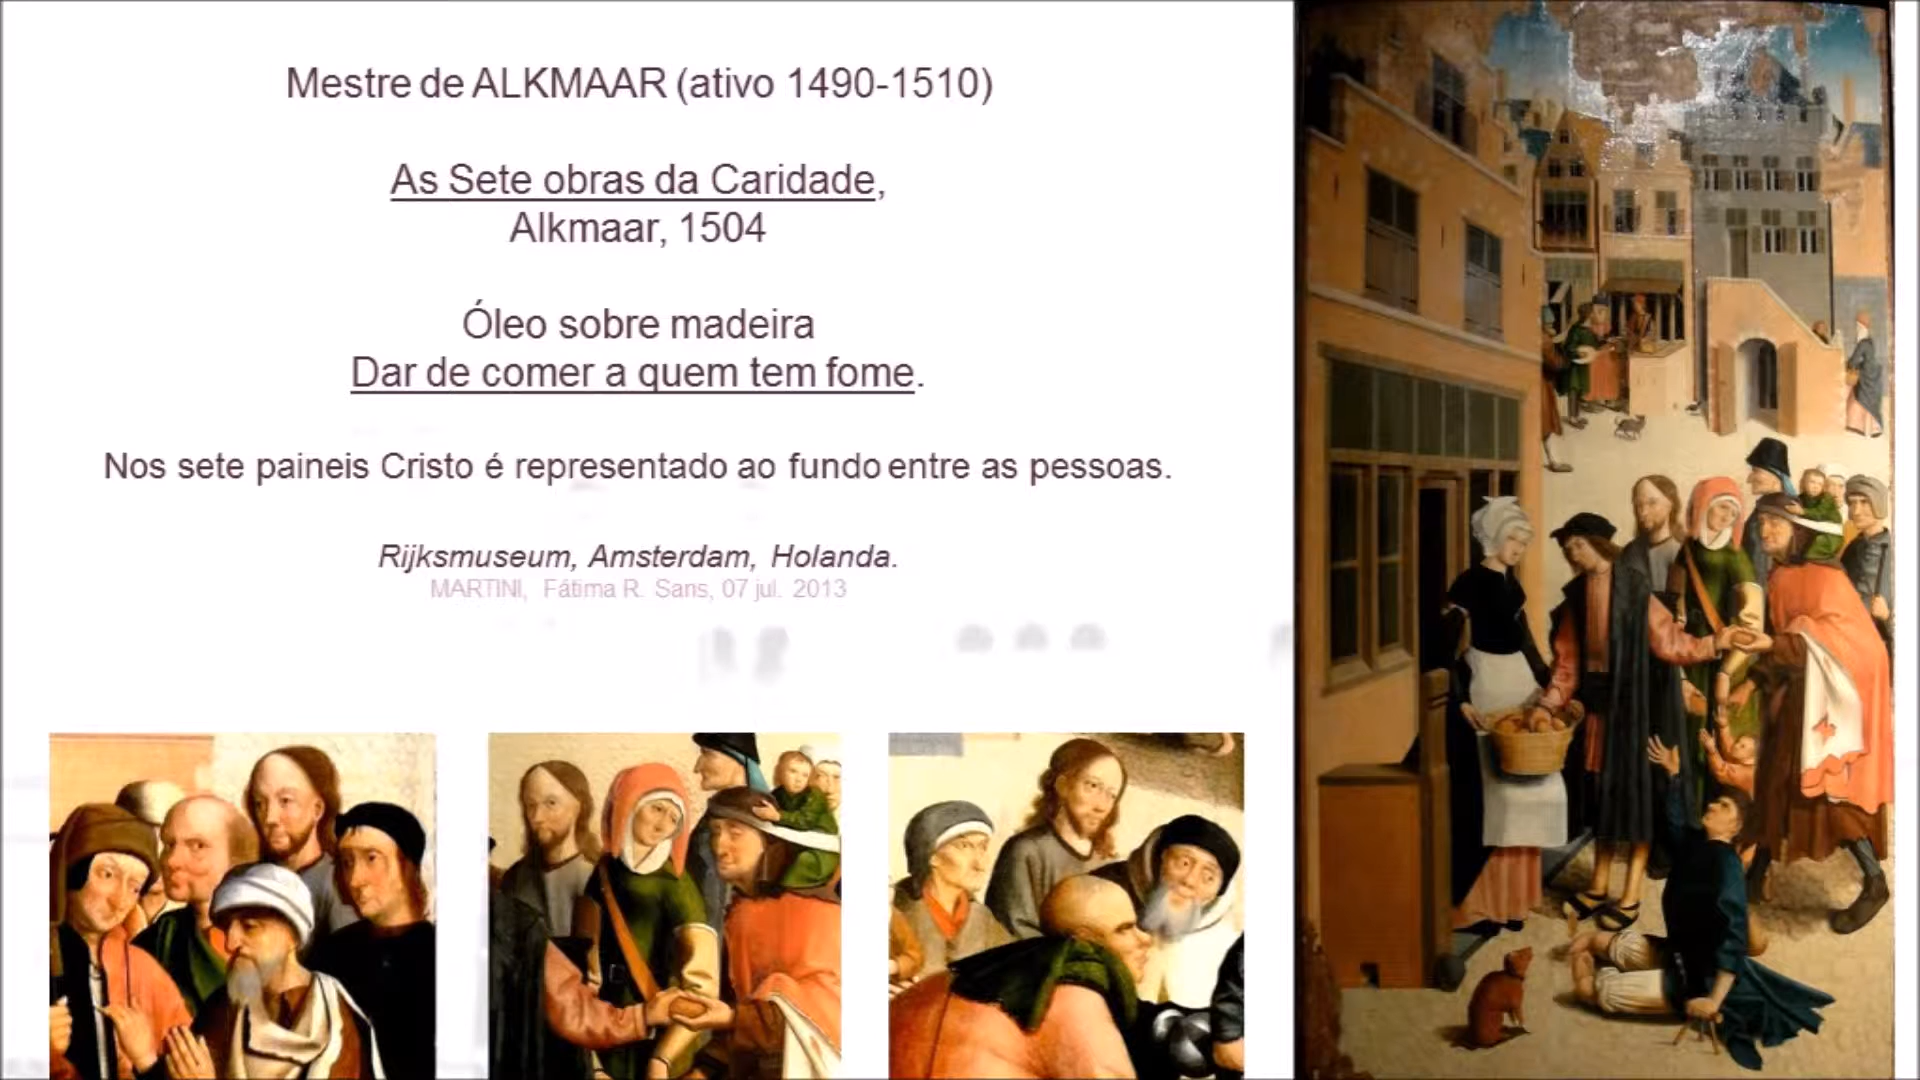 Mestre de ALKMAAR (ativo 1490-1510)
As Sete obras da Caridade,
Alkmaar, 1504
Óleo sobre madeira
Dar de comer a quem tem fome.
Nos sete paineis Cristo é representado ao fundo entre as pessoas.
Rijksmuseum, Amsterdam, Holanda.
MARTINI, Fátima R. Sans, 07 jul. 2013